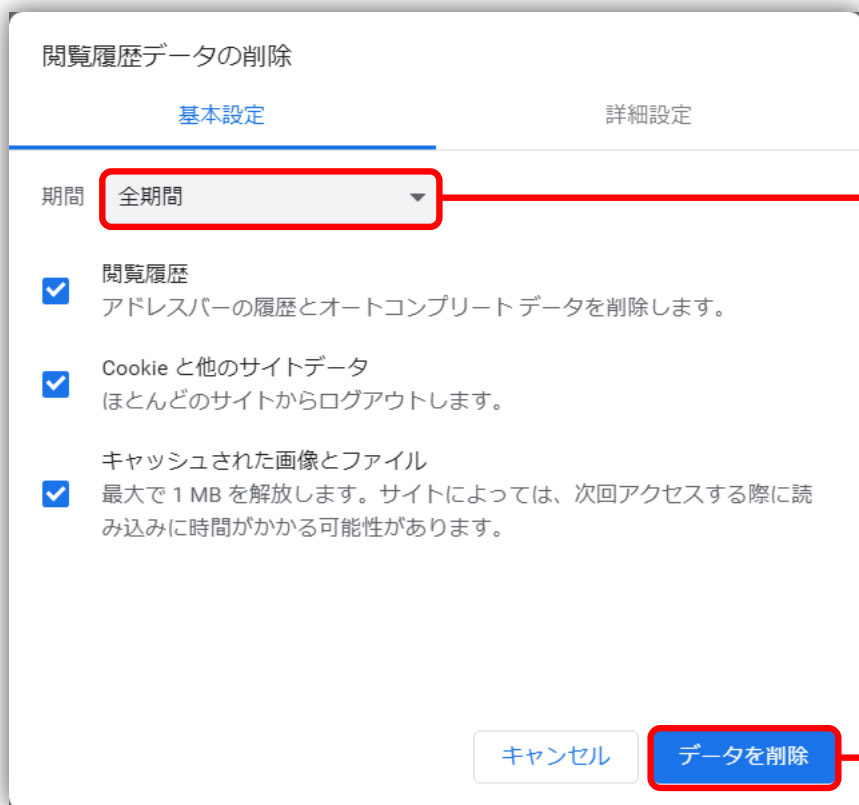 閲覧履歴データの削除
基本設定 詳細設定
期間 全期間
閲覧履歴
アドレスバーの履歴とオートコンプリート データを削除します。
Cookie と他のサイトデータ
ほとんどのサイトからログアウトします。
キャッシュされた画像とファイル
最大で 1 MB を解放します。サイトによっては、次回アクセスする際に読
み込みに時間がかかる可能性があります。
キャンセル データを削除